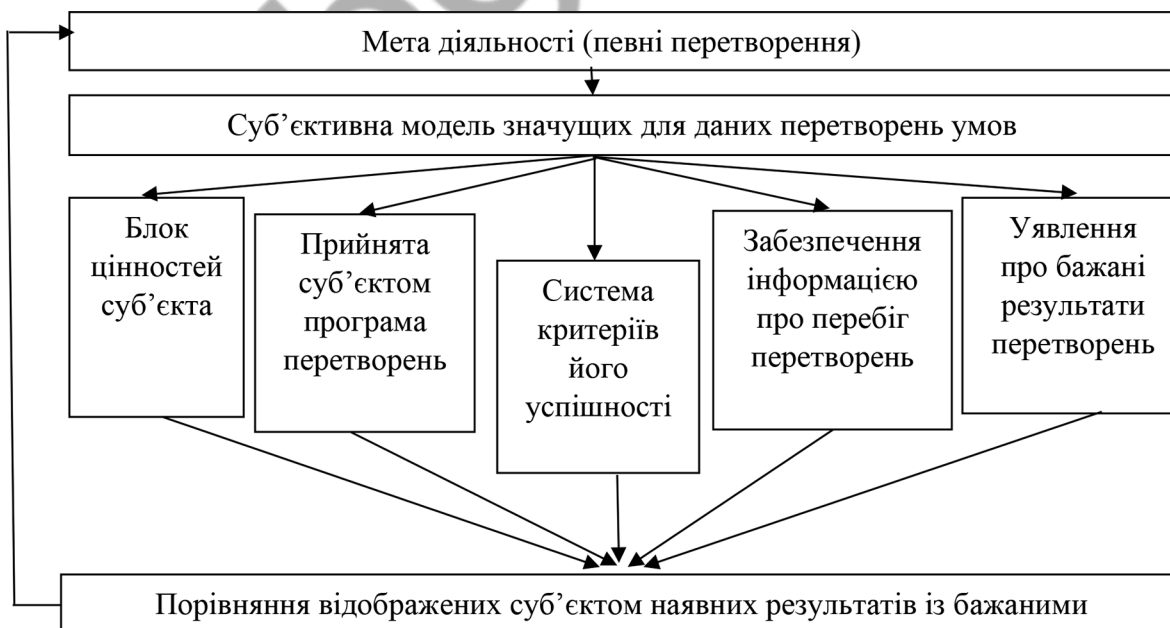 Мета діяльності (певні перетворення)
Суб’єктивна модель значущих для даних перетворень умов
Блок
цінностей
суб’єкта
Прийнята
суб’єктом
програма
перетворень
Система
критеріїв
його
успішності
Забезпечення
інформацією
про перебіг
перетворень
Уявлення
про бажані
результати
перетворень
Порівняння відображених суб’єктом наявних результатів із бажаними